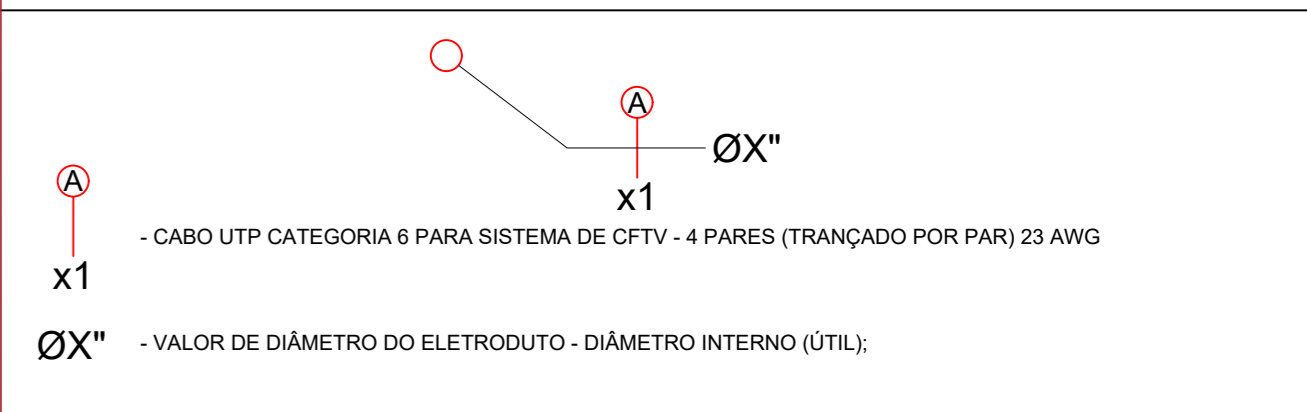 A
ØX"
x1
A
- CABO UTP CATEGORIA 6 PARA SISTEMA DE CFTV - 4 PARES (TRANÇADO POR PAR) 23 AWG
x1
ØX" - VALOR DE DIÂMETRO DO ELETRODUTO - DIÂMETRO INTERNO (ÚTIL);